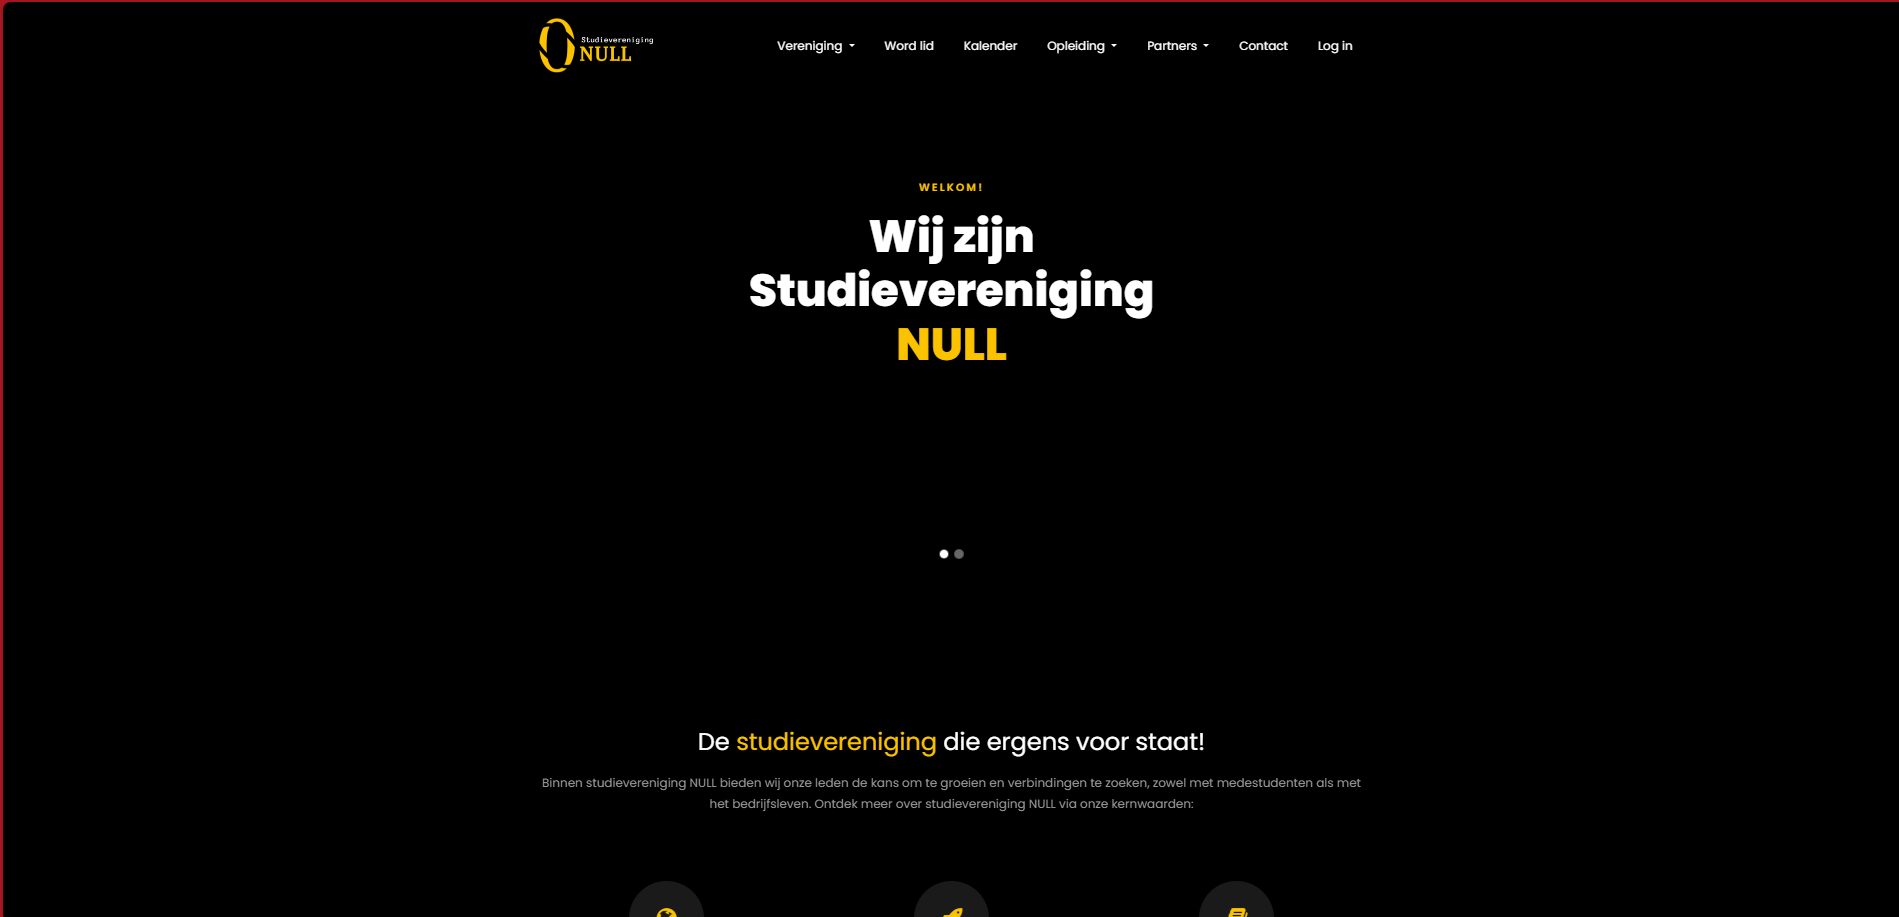 Studievereniging
NULL
Vereniging
Word lid
Kalender
Opleiding
Partners
Contact
Log in
WELKOM!
Wij zijn
Studievereniging
NULL
De studievereniging die ergens voor staat!
Binnen studievereniging NULL bieden wij onze leden de kans om te groeien en verbindingen te zoeken, zowel met medestudenten als met
het bedrijfsleven. Ontdek meer over studievereniging NULL via onze kernwaarden: